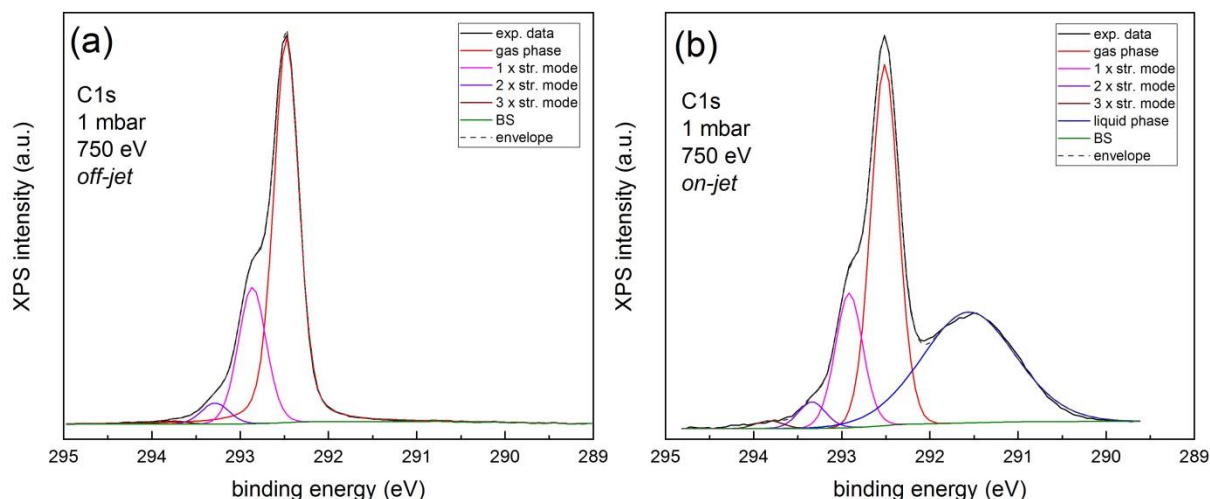 (a)
C1s
1 mbar
750 eV
off-jet
exp. data
gas phase
1 x str. mode
2 x str. mode
3 x str. mode
BS
envelope
XPS intensity (a.u.)
295 294 293 292 291 290 289
binding energy (eV)
(b)
C1s
1 mbar
750 eV
on-jet
exp. data
gas phase
1 x str. mode
2 x str. mode
3 x str. mode
liquid phase
BS
envelope
XPS intensity (a.u.)
295 294 293 292 291 290 289
binding energy (eV)